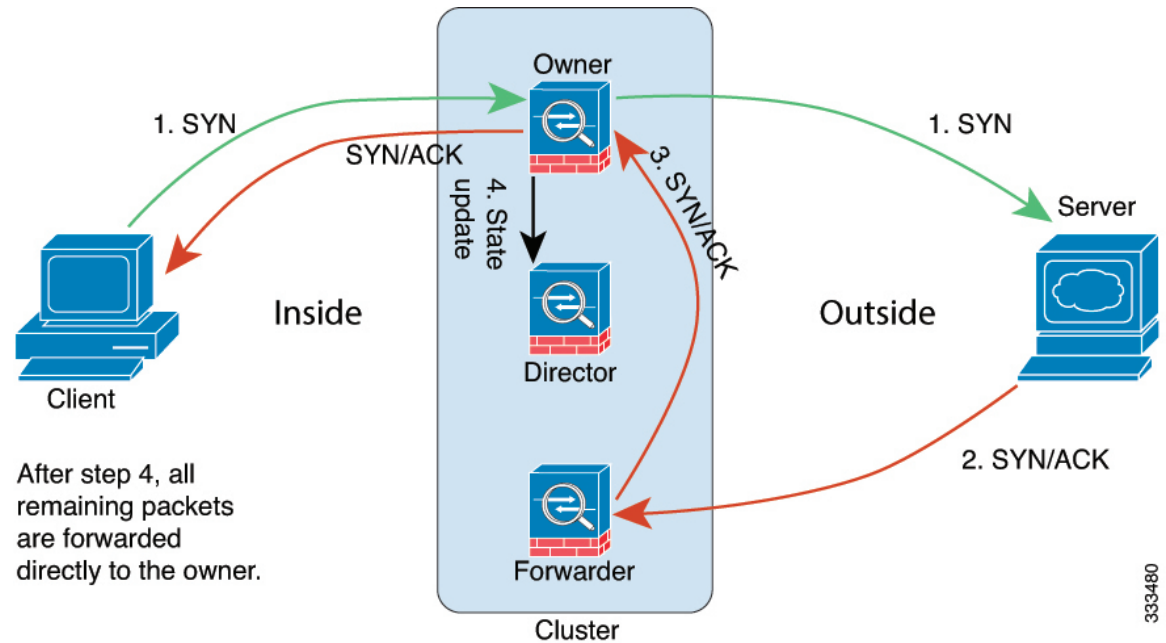 Owner
1. SYN
1. SYN
SYN/ACK
3. SYN/ACK
4. State
update
Server
Inside
Outside
Director
Client
2. SYN/ACK
After step 4, all
remaining packets
are forwarded
directly to the owner.
Forwarder
Cluster
333480